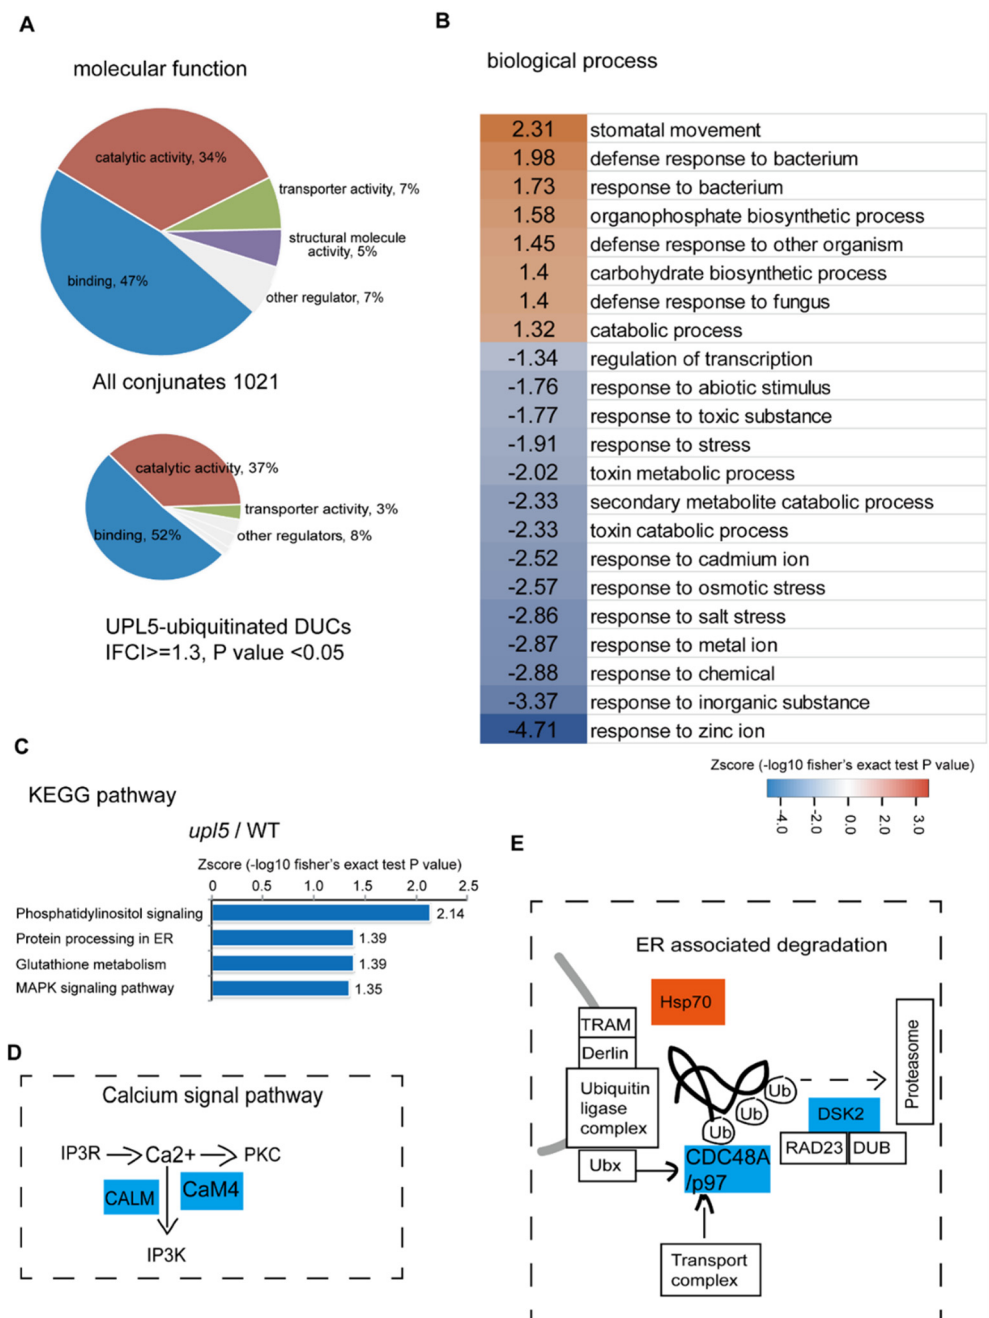 A
molecular function
catalytic activity, 34%
transporter activity, 7%
structural molecule
activity, 5%
binding, 47%
other regulator, 7%
All conjunates 1021
catalytic activity, 37%
transporter activity, 3%
binding, 52%
other regulators, 8%
UPL5-ubiquitinated DUCs
IFCI>=1.3, P value <0.05
B
biological process
2.31 stomatal movement
1.98 defense response to bacterium
1.73 response to bacterium
1.58 organophosphate biosynthetic process
1.45 defense response to other organism
1.4 carbohydrate biosynthetic process
1.4 defense response to fungus
1.32 catabolic process
-1.34 regulation of transcription
-1.76 response to abiotic stimulus
-1.77 response to toxic substance
-1.91 response to stress
-2.02 toxin metabolic process
-2.33 secondary metabolite catabolic process
-2.33 toxin catabolic process
-2.52 response to cadmium ion
-2.57 response to osmotic stress
-2.86 response to salt stress
-2.87 response to metal ion
-2.88 response to chemical
-3.37 response to inorganic substance
-4.71 response to zinc ion
Zscore (-log10 fisher's exact test P value)
-4.0 -2.0 0.0 2.0 3.0
C
KEGG pathway
upl5 / WT
Zscore (-log10 fisher's exact test P value)
0 0.5 1.0 1.5 2.0 2.5
Phosphatidylinositol signaling 2.14
Protein processing in ER 1.39
Glutathione metabolism 1.39
MAPK signaling pathway 1.35
D
Calcium signal pathway
IP3R Ca2+ PKC
CALM CaM4
IP3K
E
ER associated degradation
Hsp70
TRAM
Derlin
Ubiquitin
ligase
complex
Ubx
Ub
Ub
Ub
CDC48A
/p97
DSK2
RAD23 DUB
Proteasome
Transport
complex